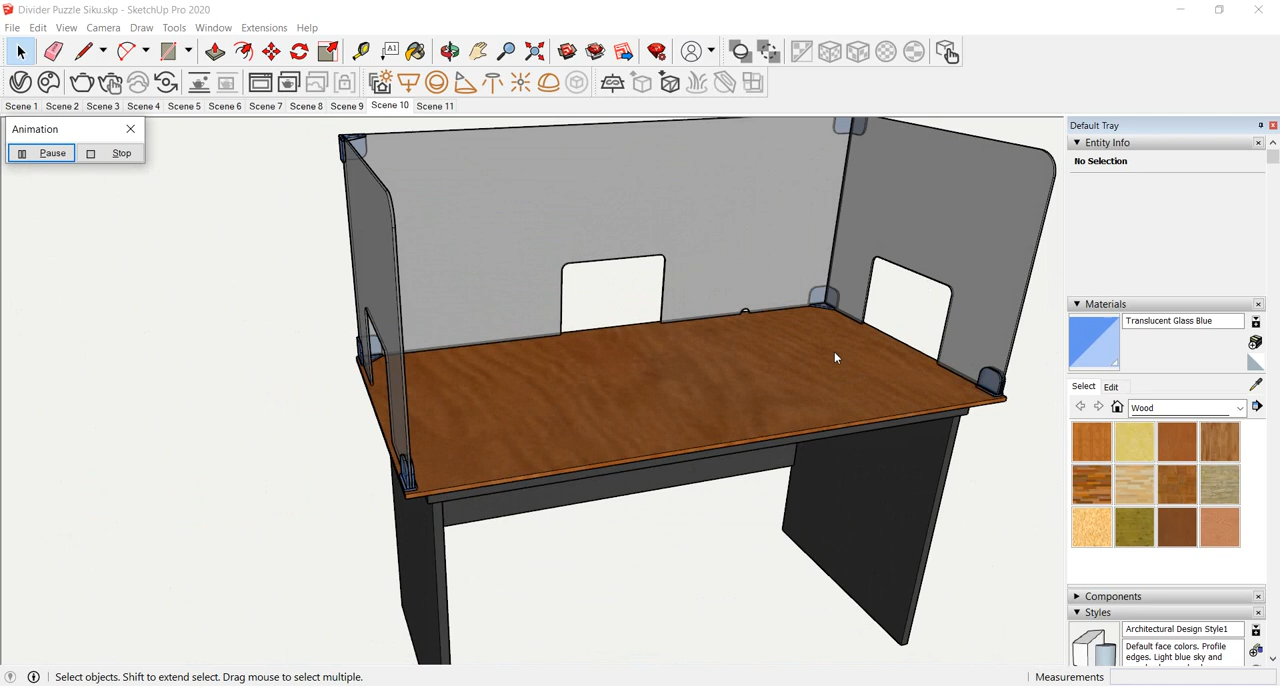 Divider Puzzle Siku.skp - SketchUp Pro 2020
File Edit View Camera Draw Tools Window Extensions Help
Scene 1 Scene 2 Scene 3 Scene 4 Scene 5 Scene 6 Scene 7 Scene 8 Scene 9 Scene 10 Scene 11
Animation
Pause Stop
Default Tray
Entity Info
No Selection
Materials
Translucent Glass Blue
Select Edit
Wood
Components
Styles
Architectural Design Style1
Default face colors. Profile
edges. Light blue sky and
Select objects. Shift to extend select. Drag mouse to select multiple.
Measurements